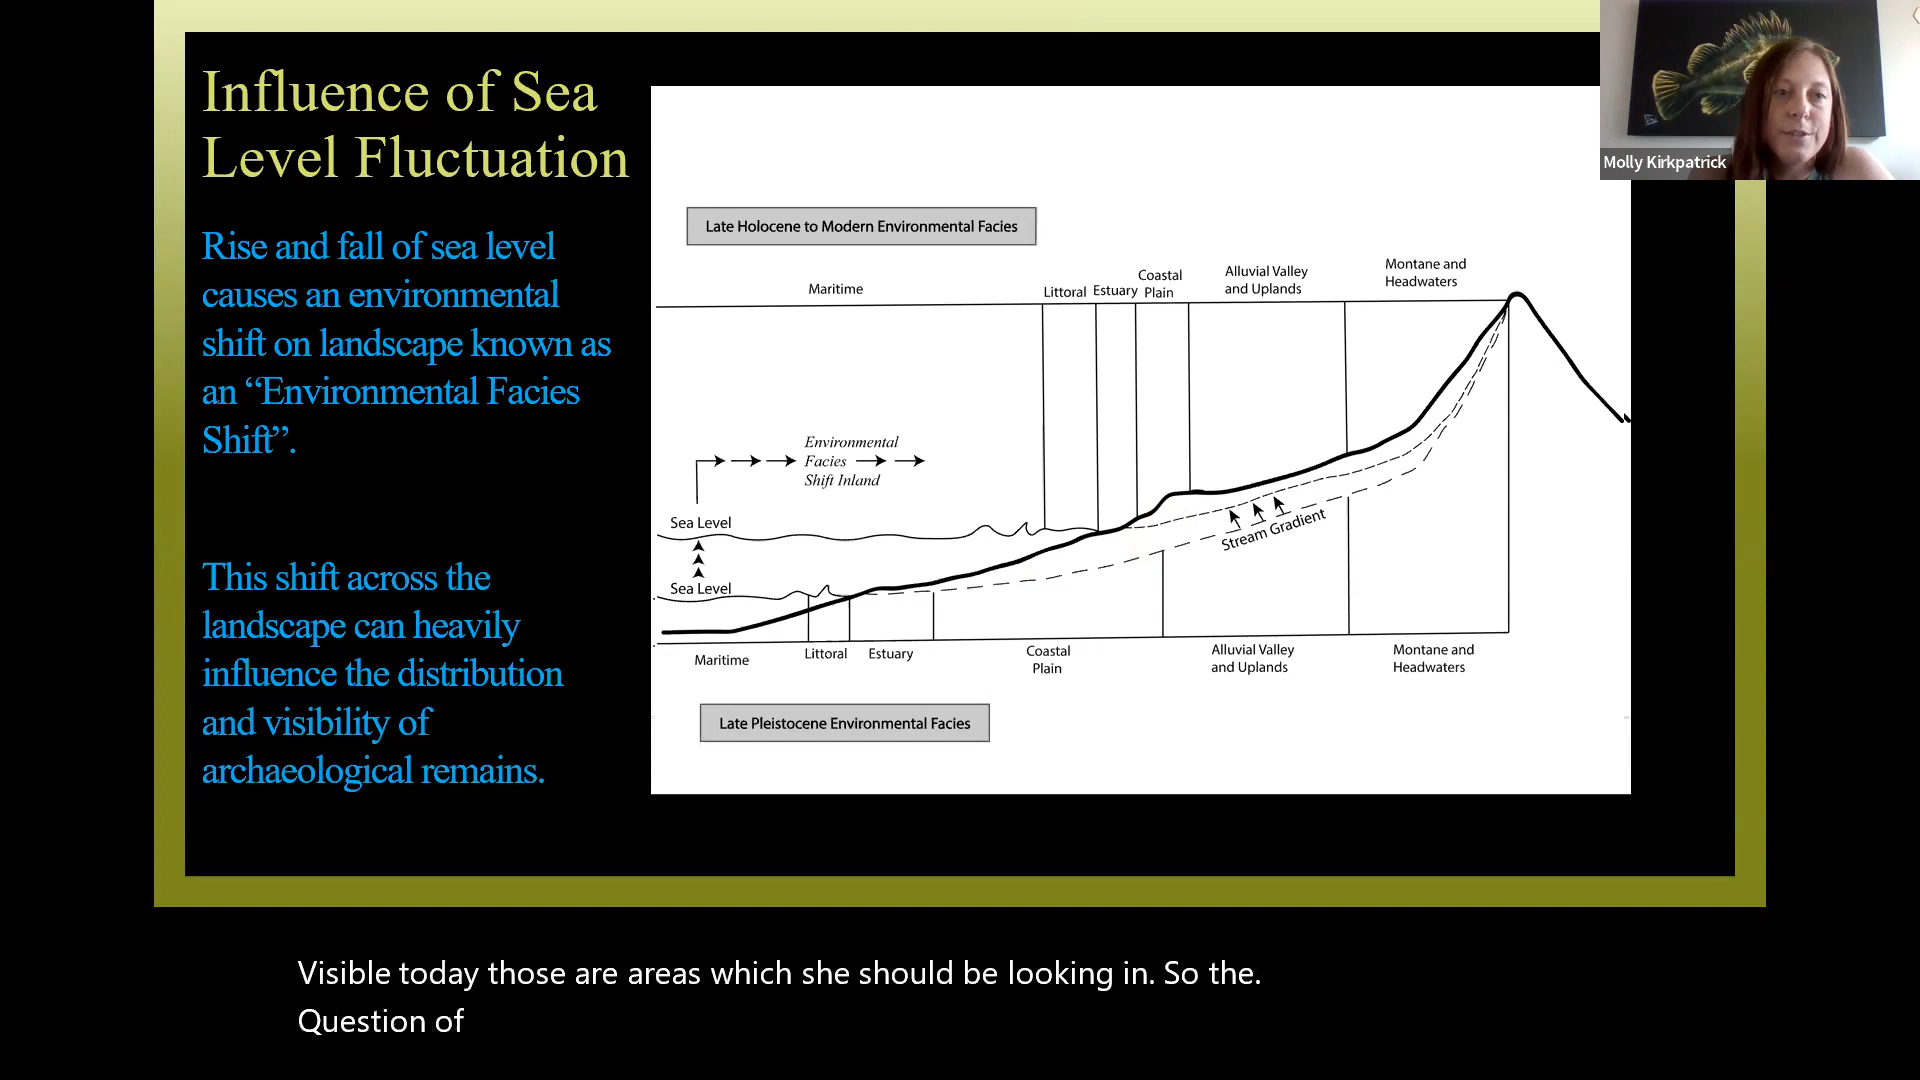 Influence of Sea
Level Fluctuation
Rise and fall of sea level
causes an environmental
shift on landscape known as
an “Environmental Facies
Shift”.
This shift across the
landscape can heavily
influence the distribution
and visibility of
archaeological remains.
Late Holocene to Modern Environmental Facies
Maritime
Littoral
Estuary
Coastal
Plain
Alluvial Valley
and Uplands
Montane and
Headwaters
Environmental
Facies
Shift Inland
Sea Level
Sea Level
Stream Gradient
Maritime
Littoral
Estuary
Coastal
Plain
Alluvial Valley
and Uplands
Montane and
Headwaters
Late Pleistocene Environmental Facies
Molly Kirkpatrick
Visible today those are areas which she should be looking in. So the.
Question of